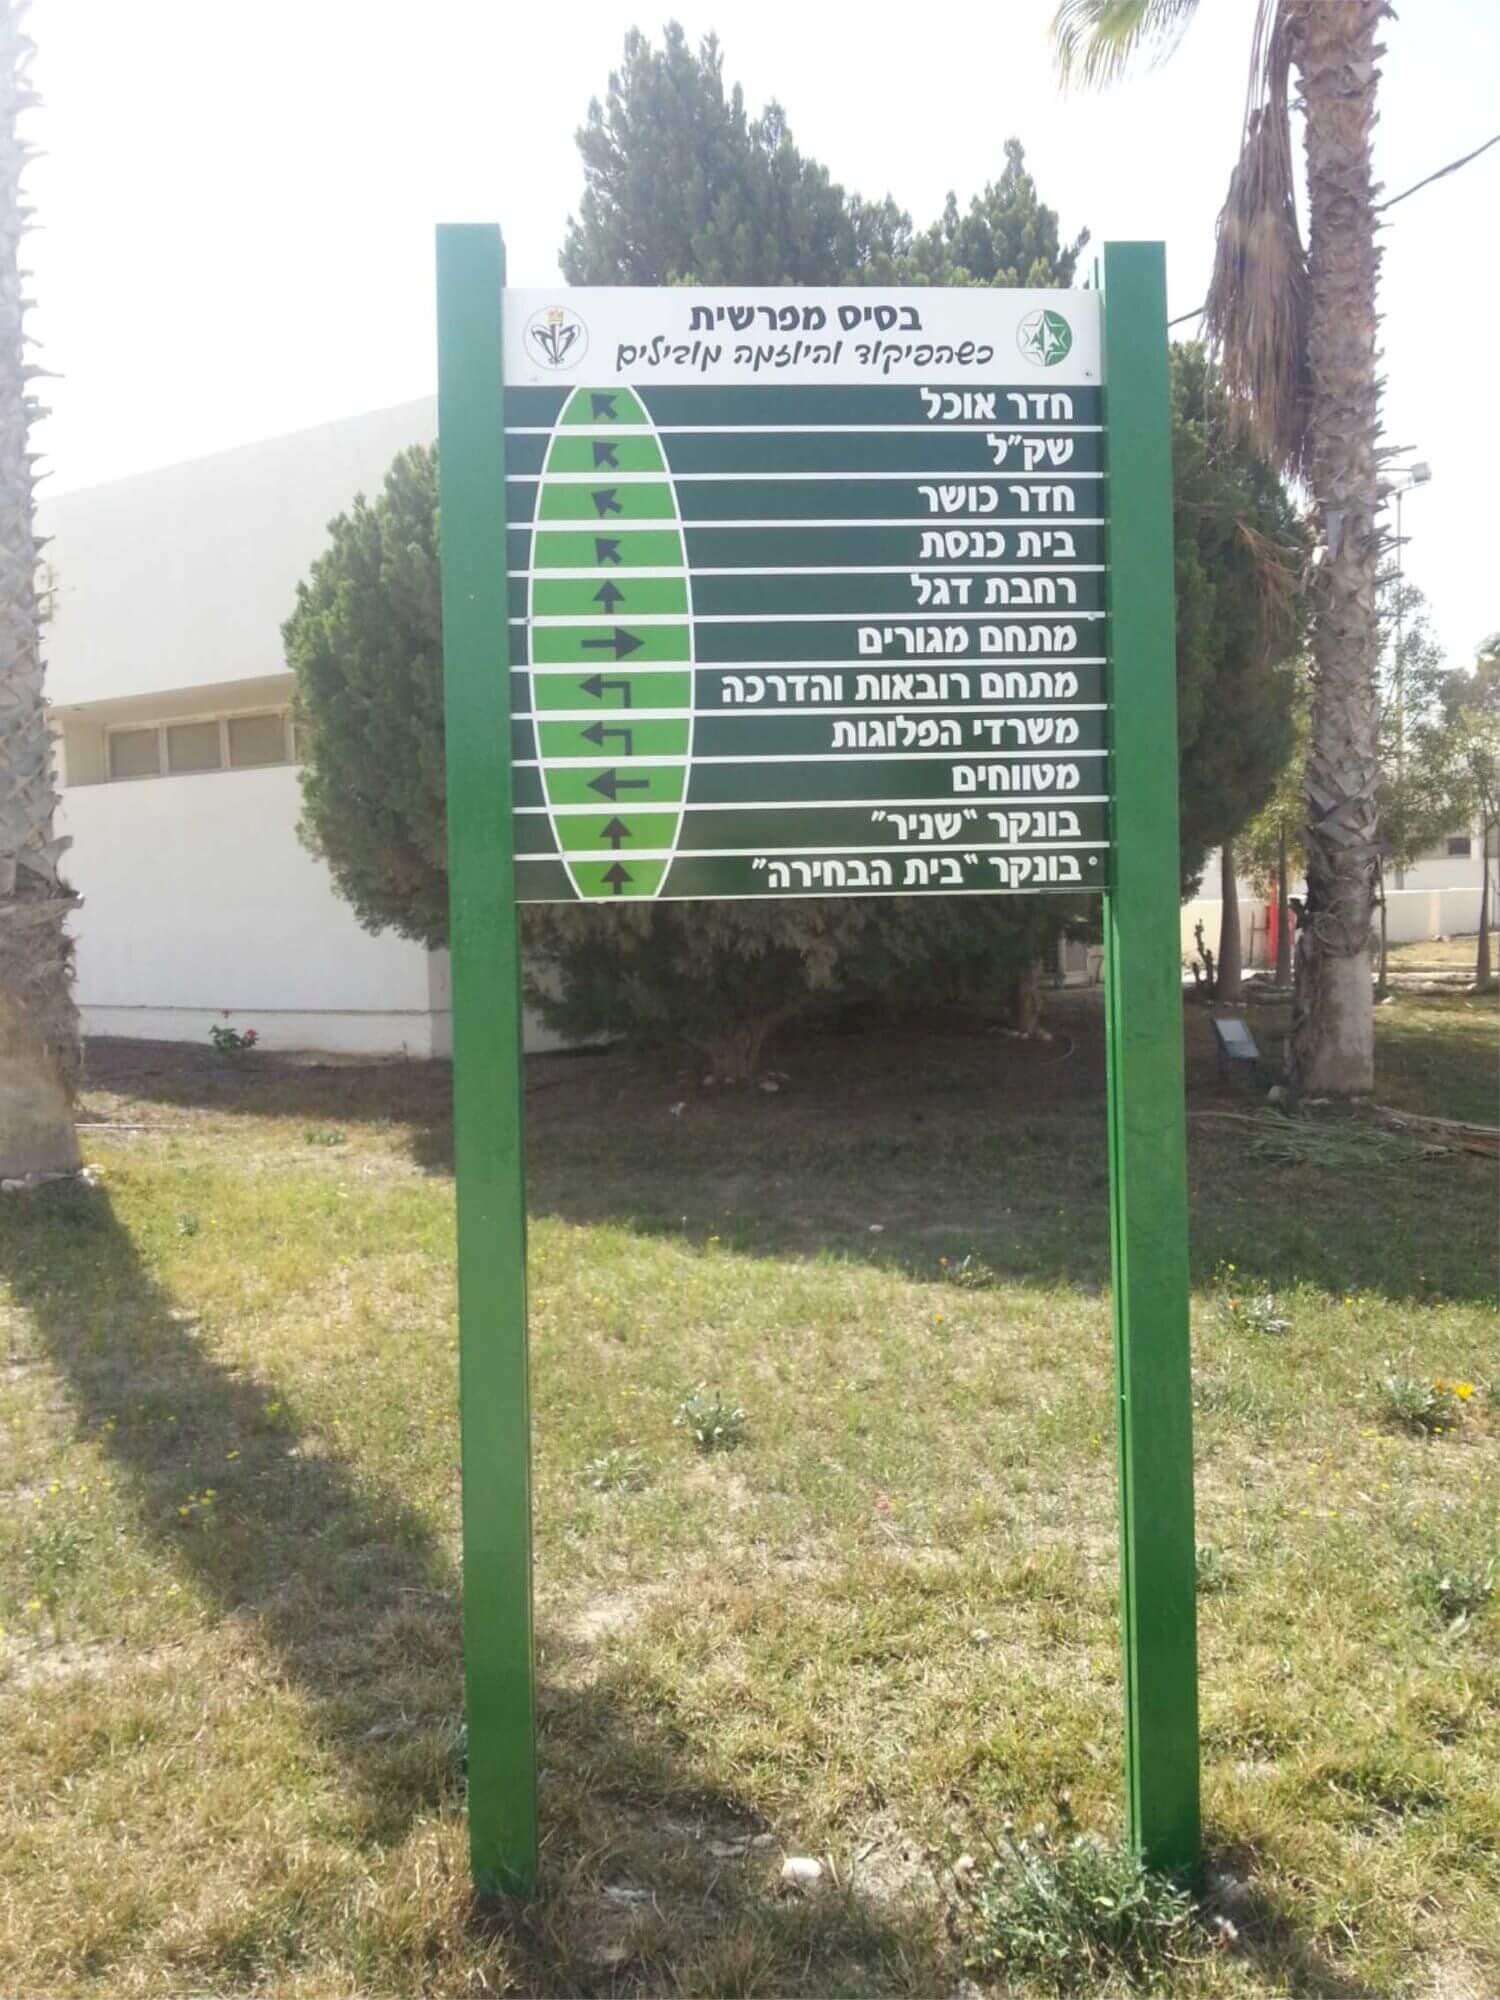 בסיס מפרשית
כשהפיקוד והיוזמה מובילים
חדר אוכל
שק״ל
חדר כושר
בית כנסת
רחבת דגל
מתחם מגורים
מתחם רובאות והדרכה
משרדי הפלוגות
מטווחים
בונקר "שניר"
בונקר "בית הבחירה"